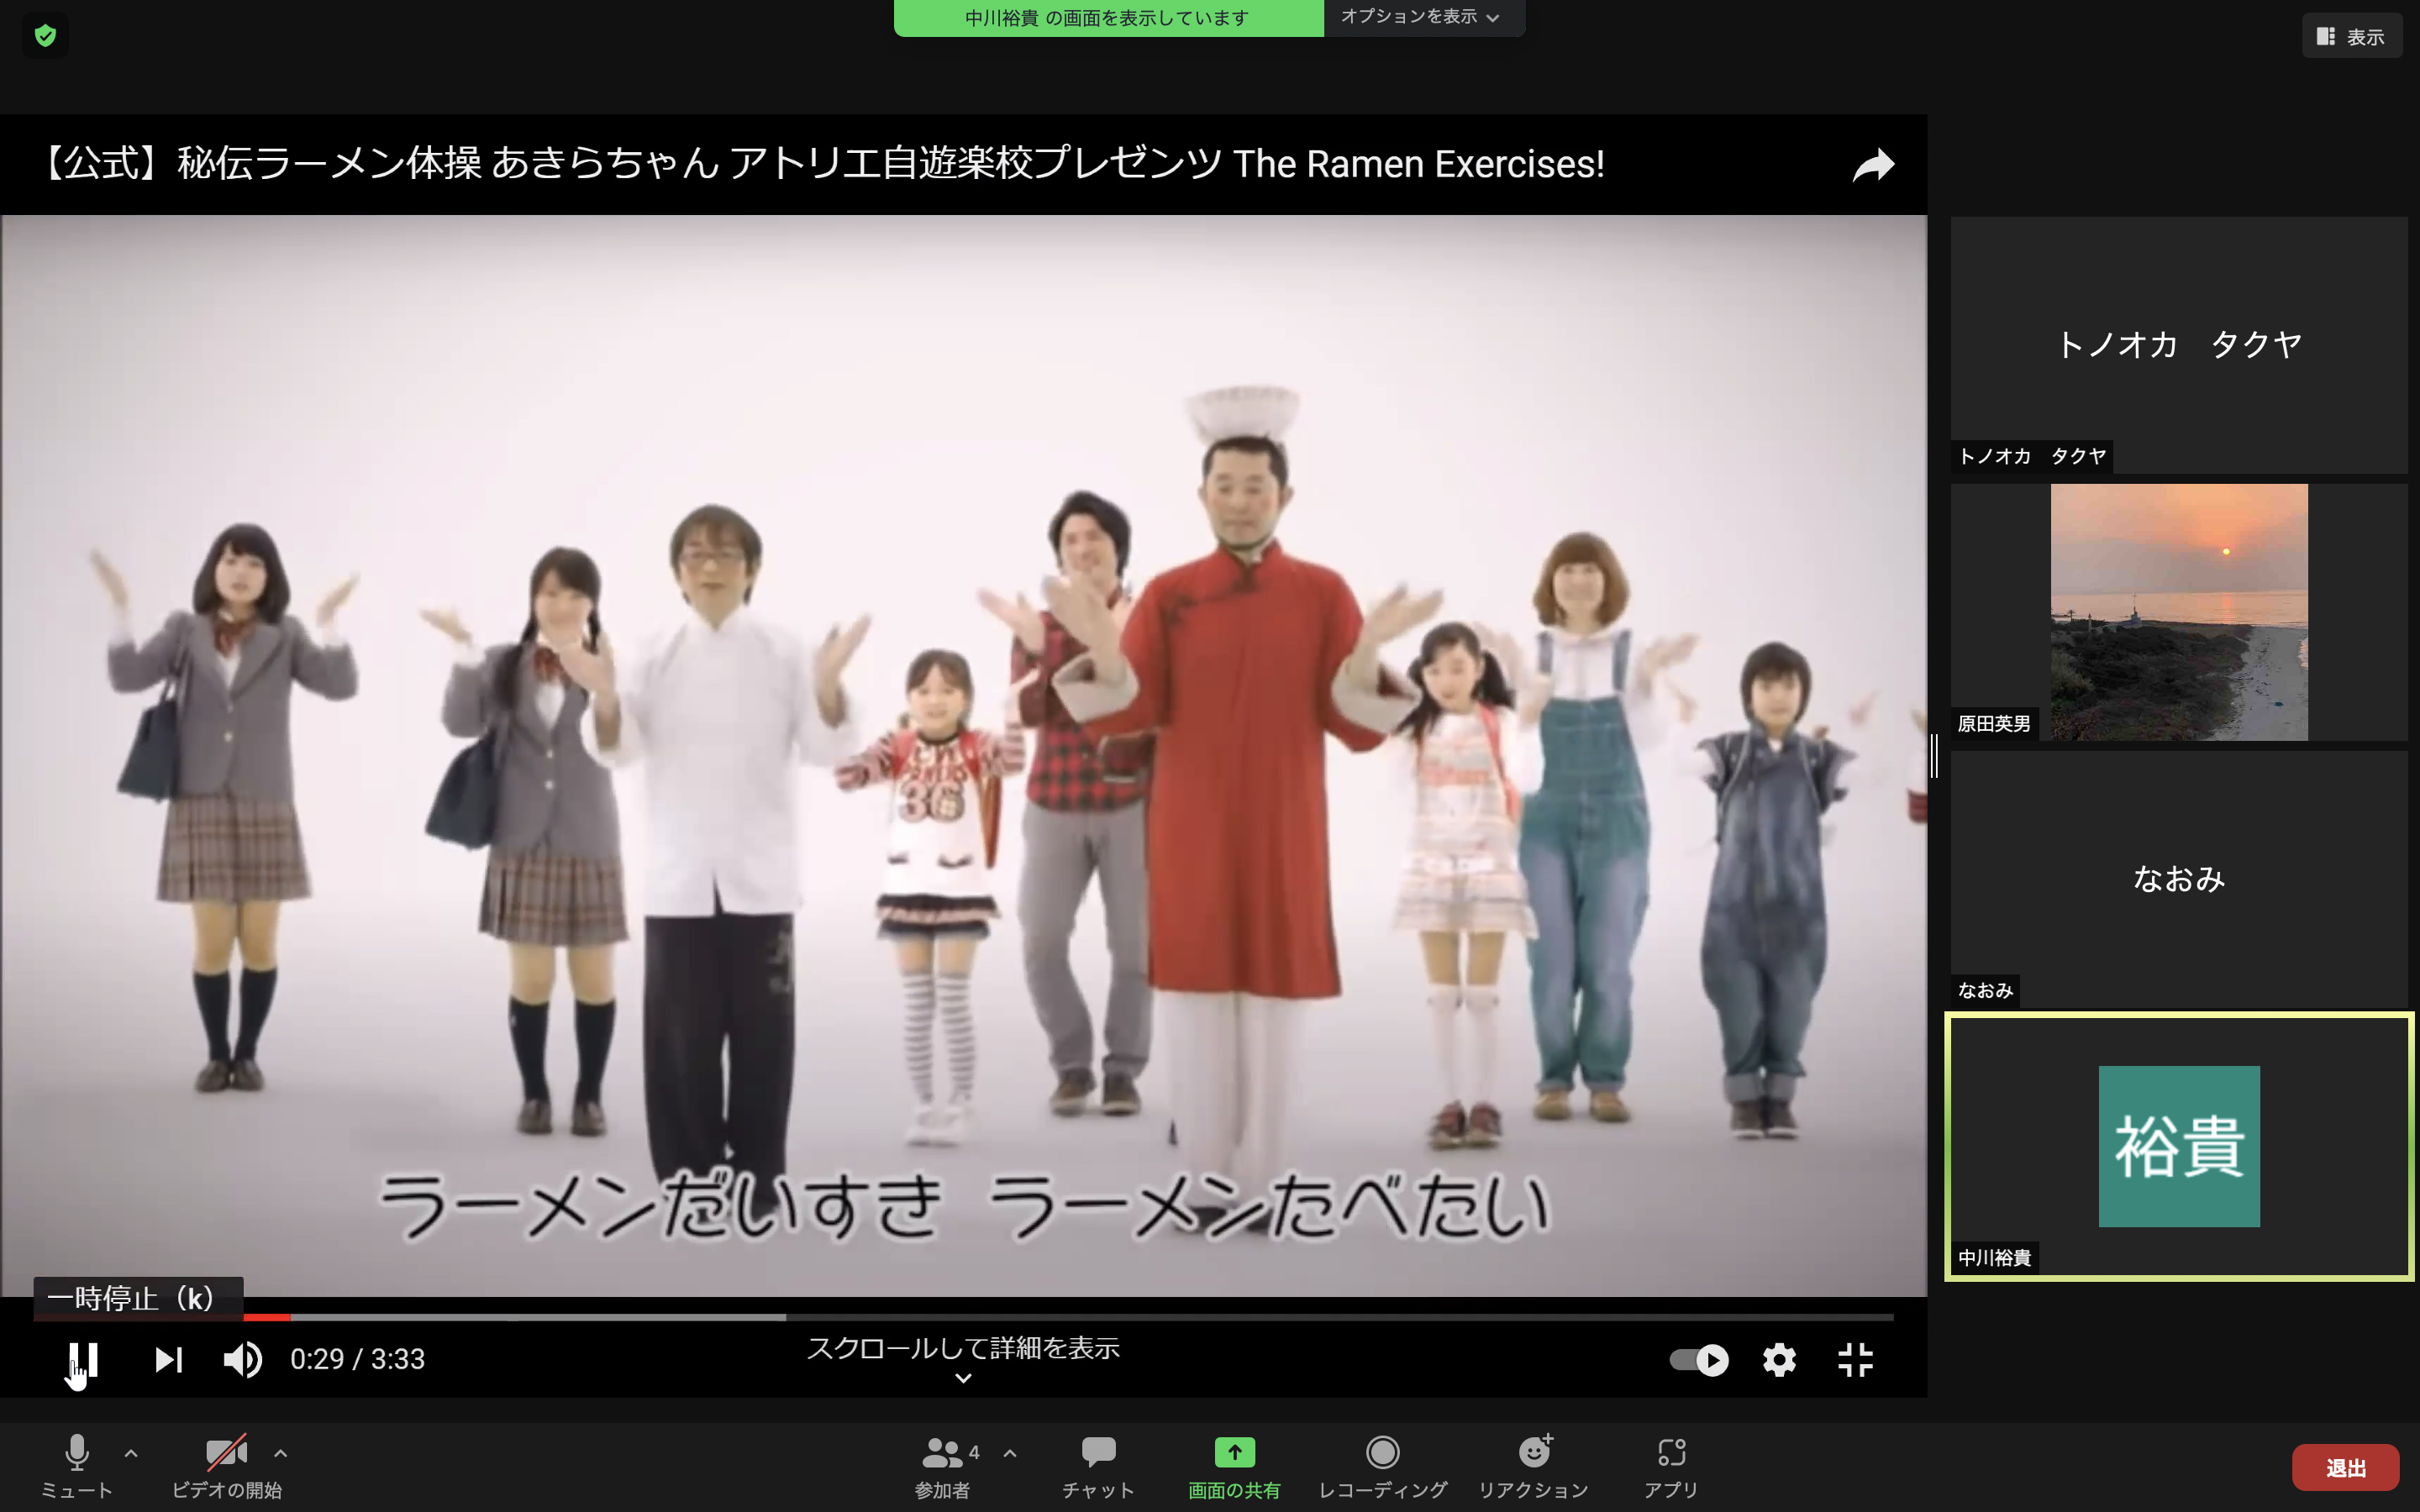 中川裕貴 の画面を表示しています
オプションを表示
表示
【公式】秘伝ラーメン体操 あきらちゃん アトリエ自遊楽校プレゼンツ The Ramen Exercises!
36
ラーメンだいすき ラーメンたべたい
一時停止（k）
0:29 / 3:33
スクロールして詳細を表示
トノオカ　タクヤ
トノオカ　タクヤ
原田英男
なおみ
なおみ
裕貴
中川裕貴
ミュート
ビデオの開始
4
参加者
チャット
画面の共有
レコーディング
リアクション
アプリ
退出